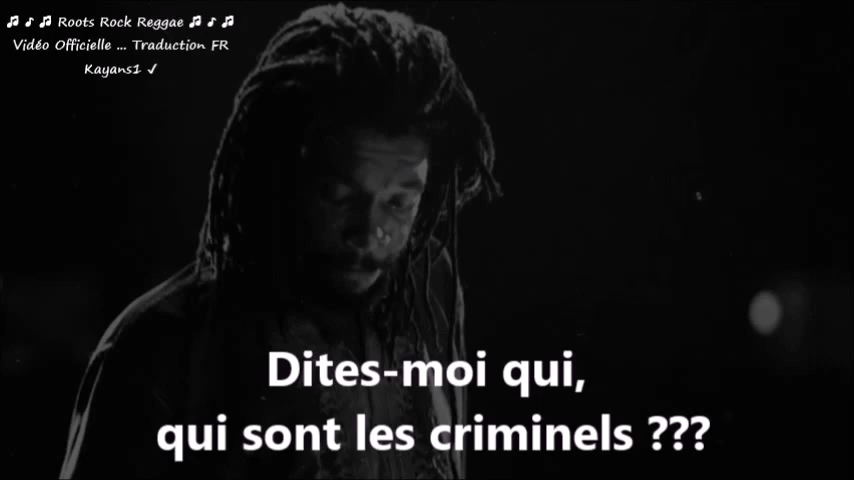 ♫ ♪ ♫ Roots Rock Reggae ♫ ♪ ♫
Vidéo Officielle ... Traduction FR
Kayans1 ✓
Dites-moi qui,
qui sont les criminels ???